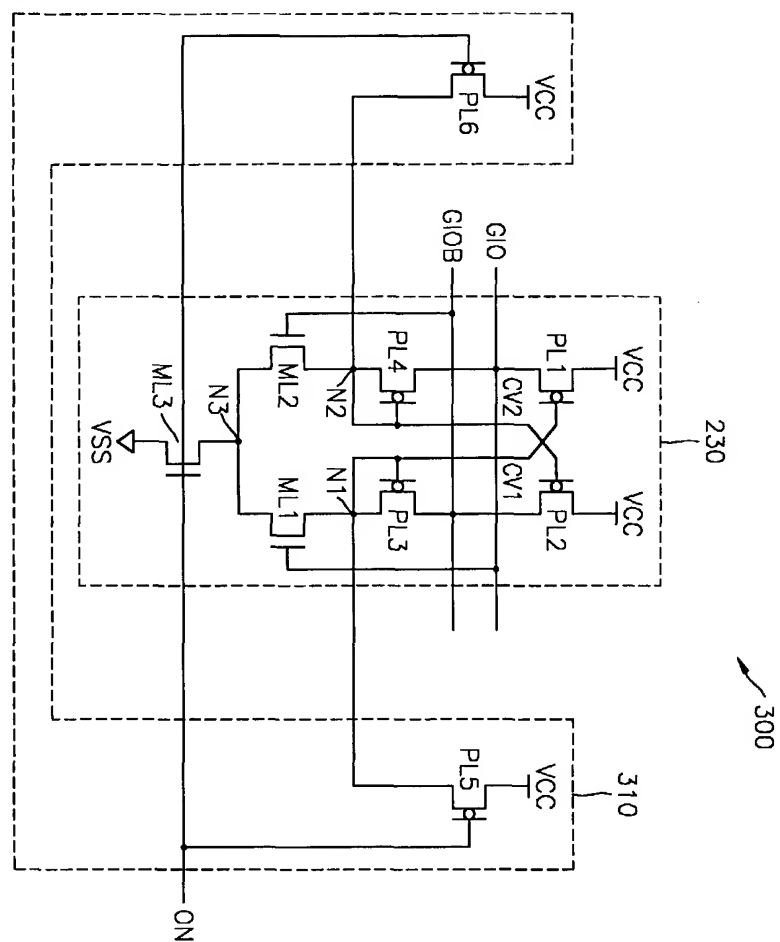 300
230
VCC
VCC
310
VCC
PL1
PL2
VCC
GIO
CV2
CV1
PL6
PL5
GIOB
PL4
PL3
N2
N1
ML2
ML1
N3
ML3
ON
VSS